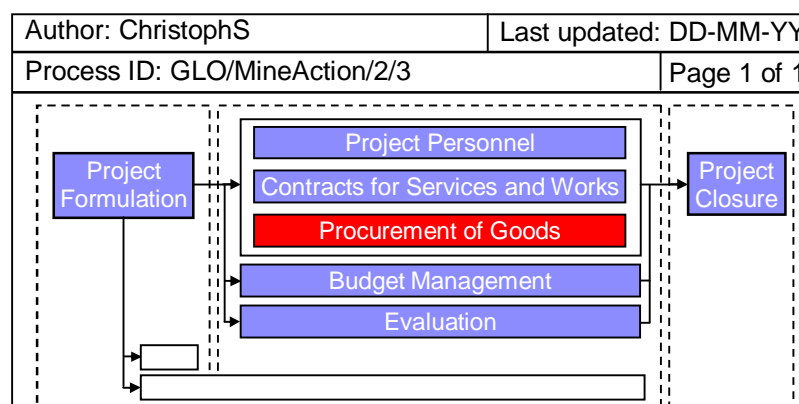 Author: ChristophS
Last updated: DD-MM-YY
Process ID: GLO/MineAction/2/3
Page 1 of 1
Project Formulation
Project Personnel
Contracts for Services and Works
Procurement of Goods
Budget Management
Evaluation
Project Closure